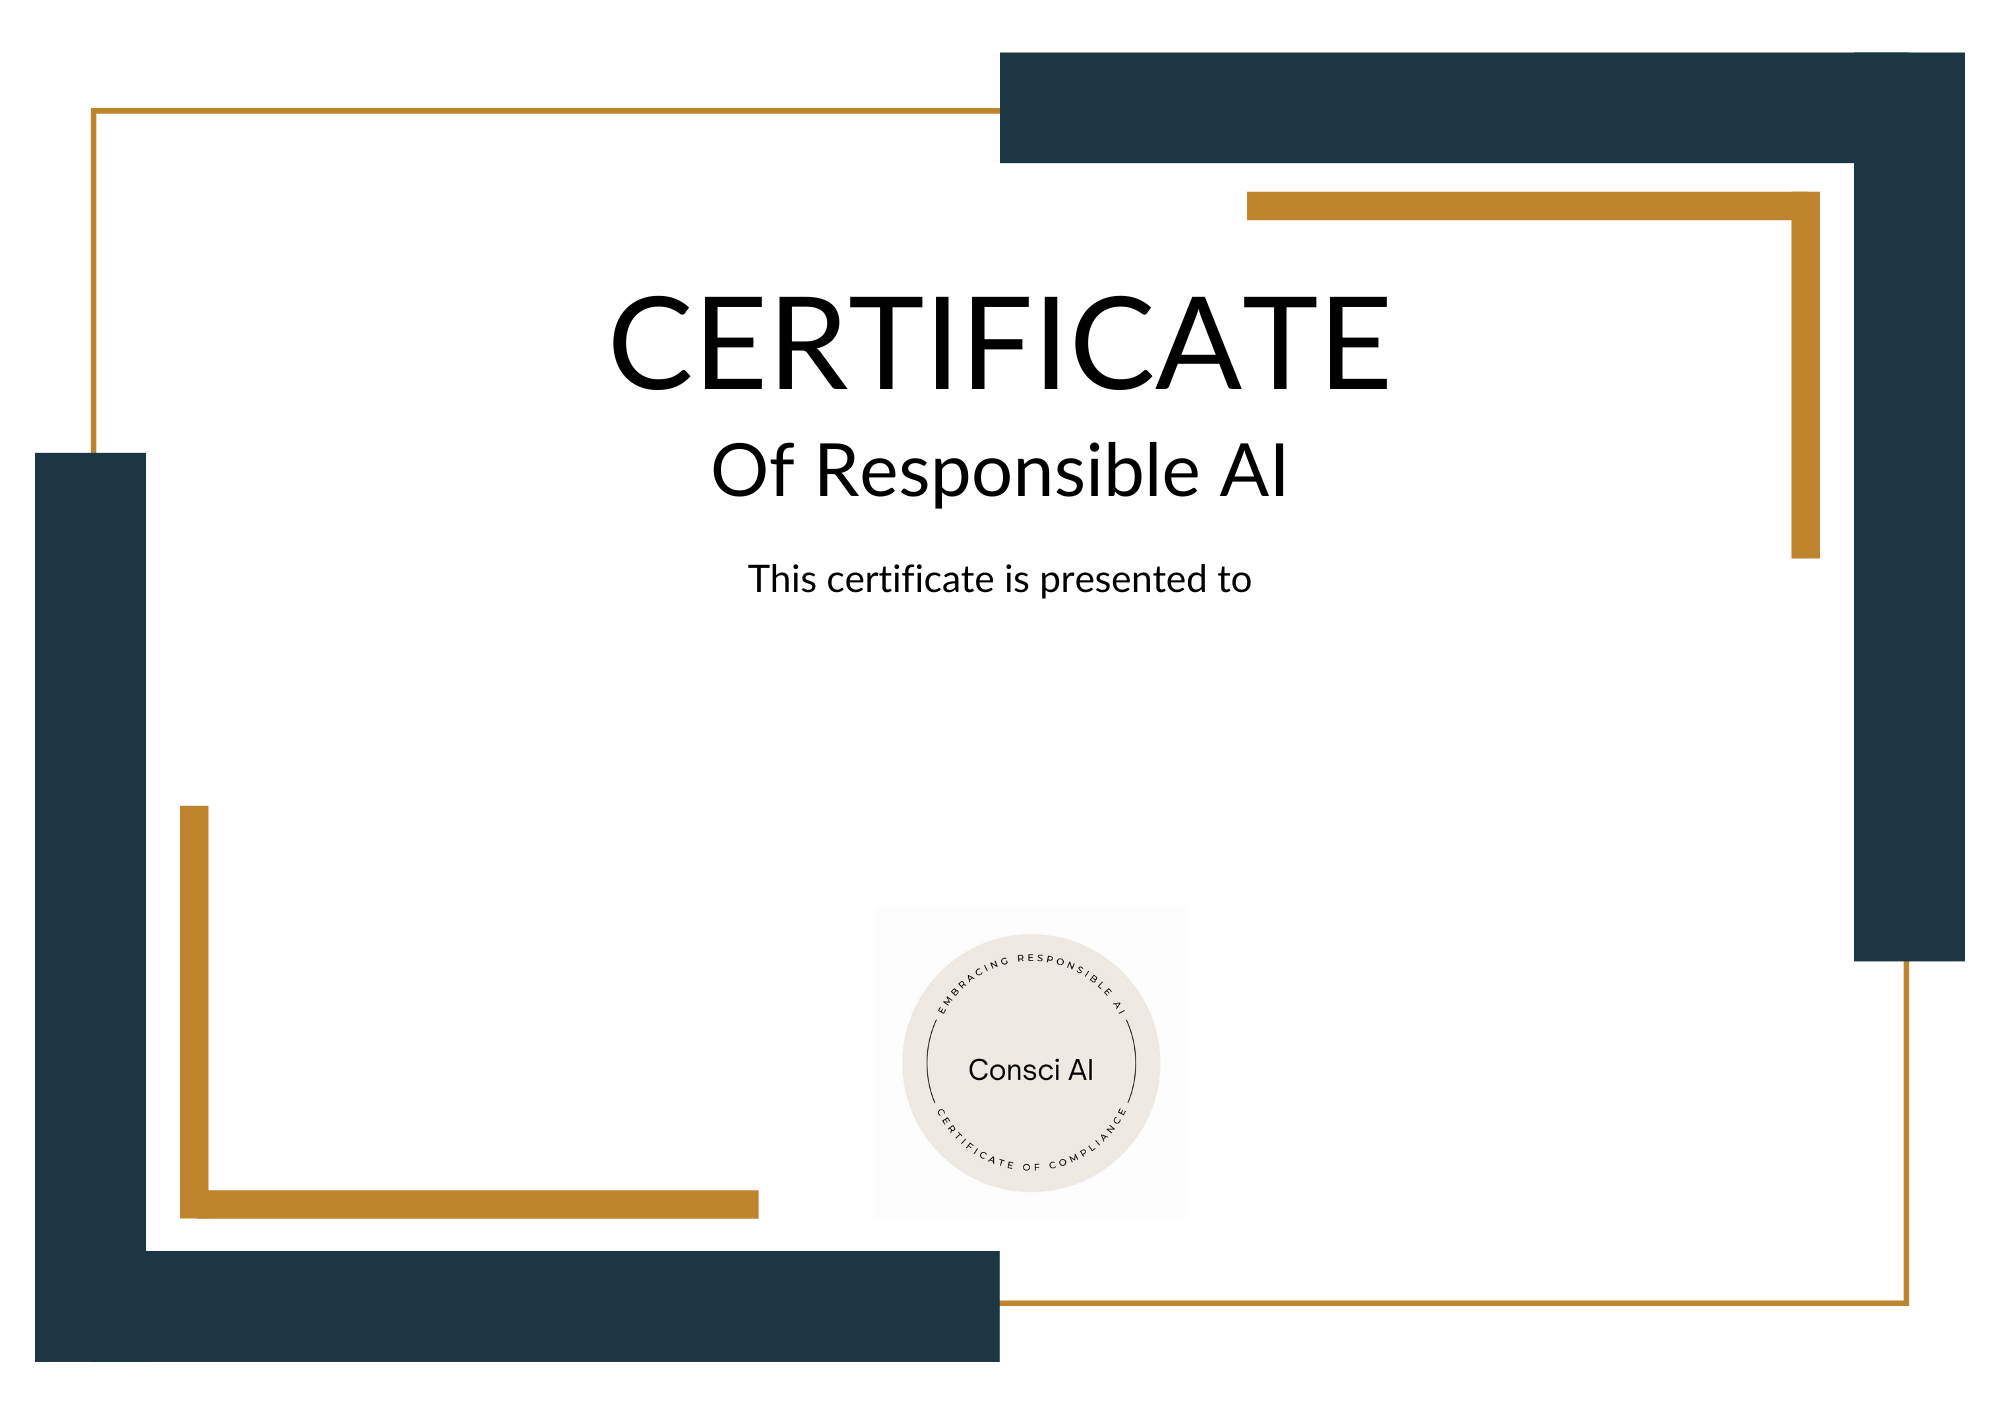 CERTIFICATE
Of Responsible AI
This certificate is presented to
EMBRACING RESPONSIBLE AI
Consci AI
CERTIFICATE OF COMPLIANCE